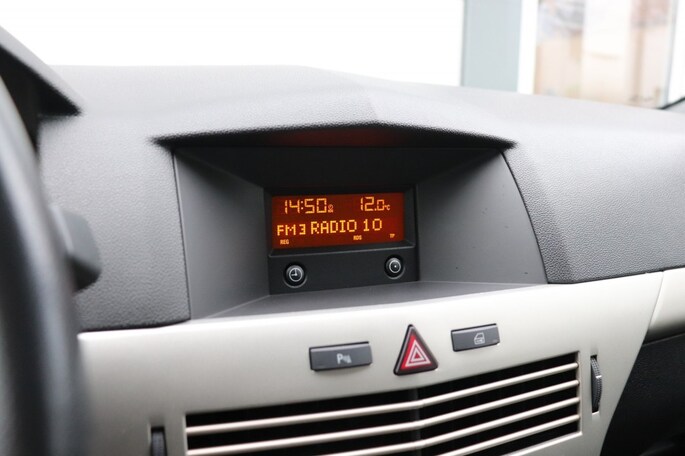 14:50 12.0°C
FM3 RADIO 10
REG RDS TP
P